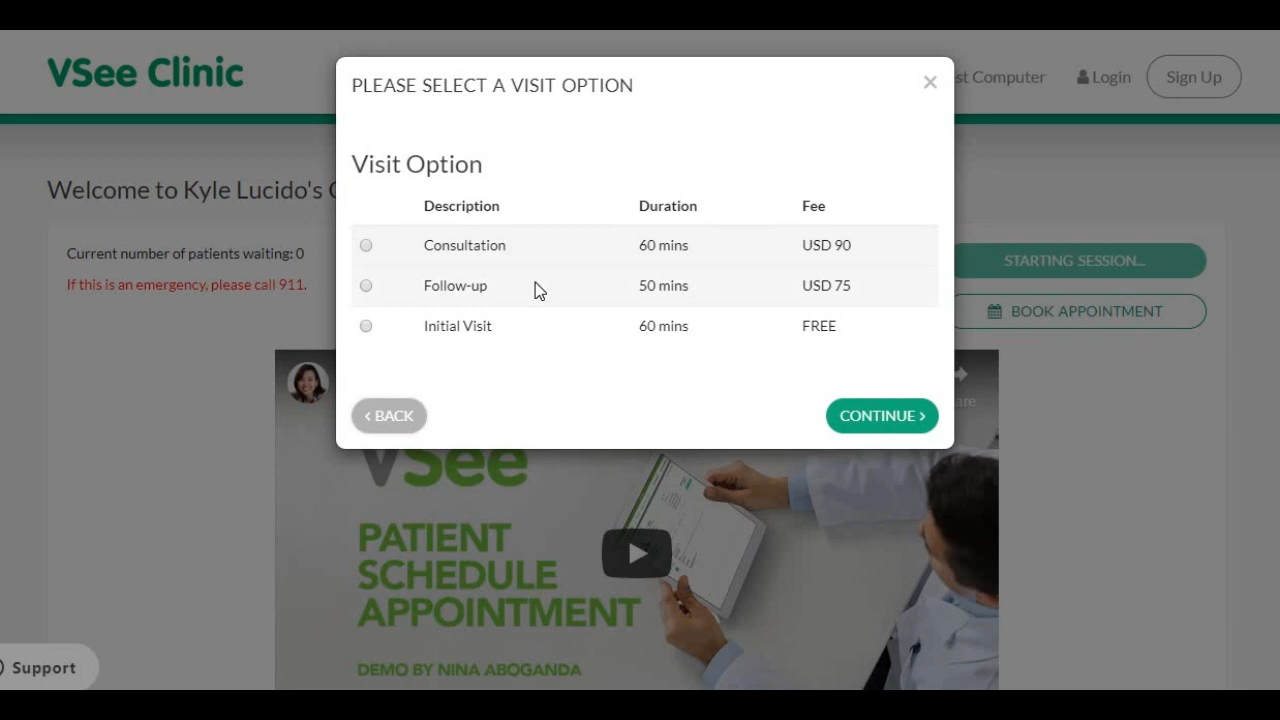 VSee Clinic
st Computer
Login
Sign Up
PLEASE SELECT A VISIT OPTION
×
Welcome to Kyle Lucido's
Current number of patients waiting: 0
If this is an emergency, please call 911.
STARTING SESSION...
BOOK APPOINTMENT
Visit Option
Description Duration Fee
Consultation 60 mins USD 90
Follow-up 50 mins USD 75
Initial Visit 60 mins FREE
‹ BACK
CONTINUE ›
are
VSee
PATIENT
SCHEDULE
APPOINTMENT
DEMO BY NINA ABOGANDA
Support